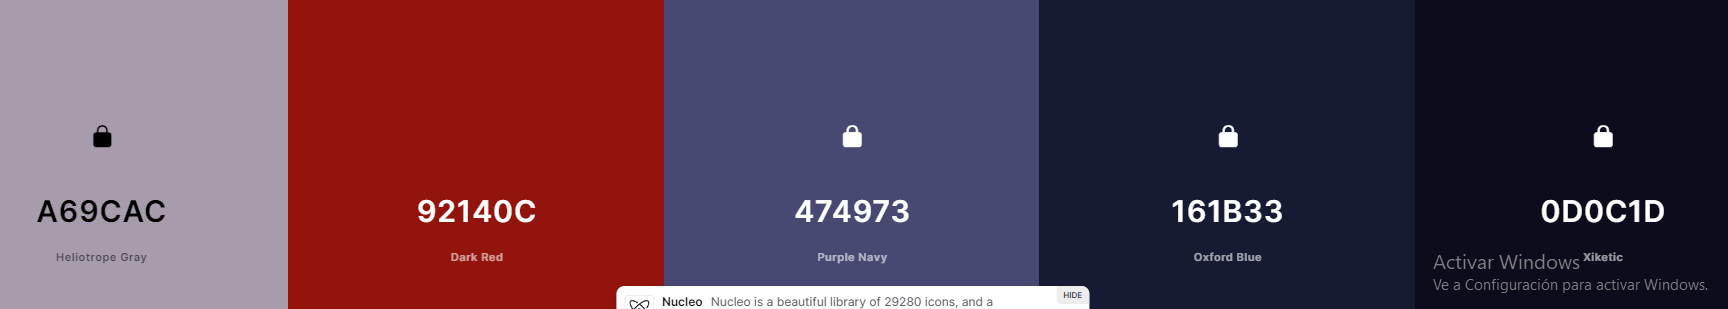 A69CAC
Heliotrope Gray
92140C
Dark Red
474973
Purple Navy
161B33
Oxford Blue
0D0C1D
Xiketic
Activar Windows
Ve a Configuración para activar Windows.
Nucleo Nucleo is a beautiful library of 29280 icons, and a
HIDE